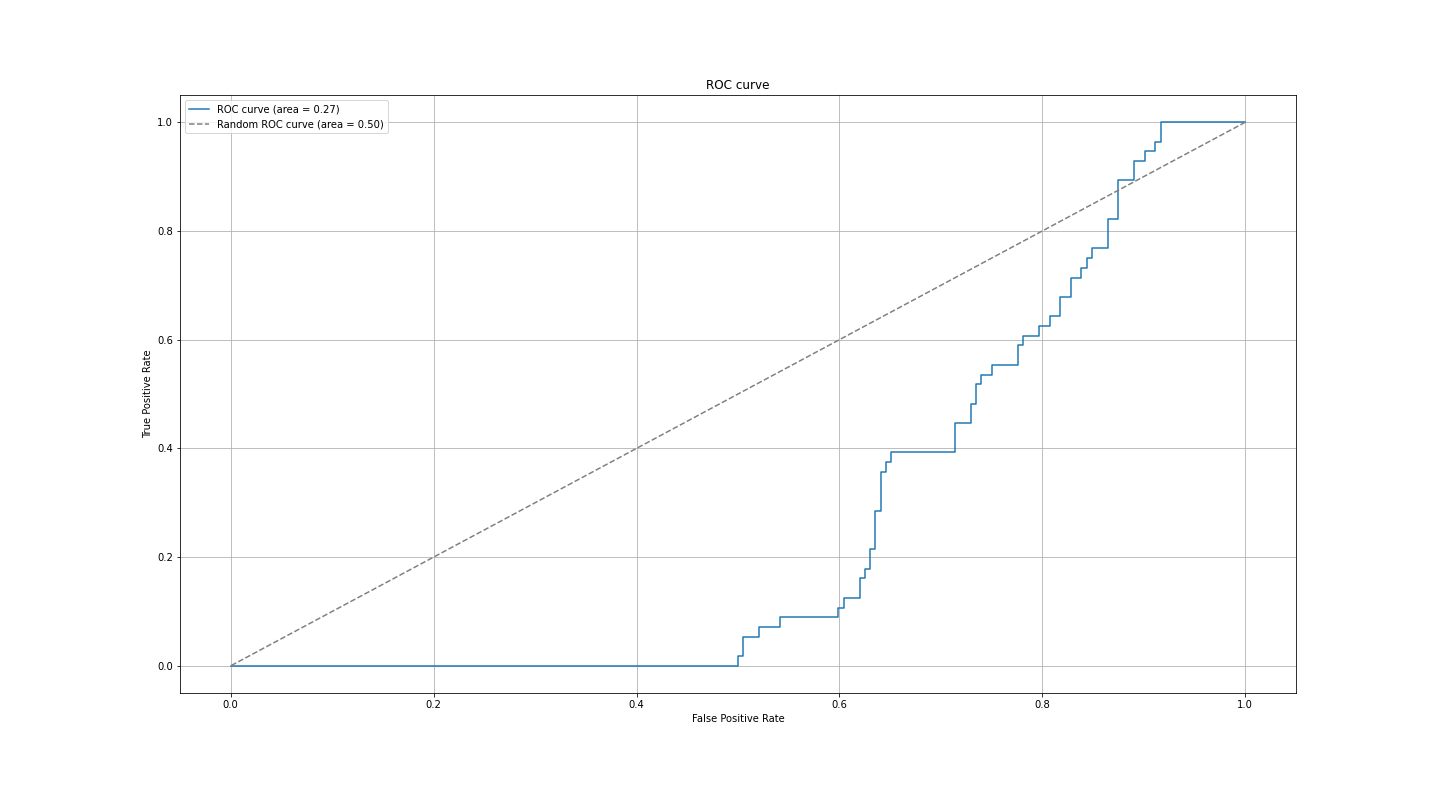 ROC curve
ROC curve (area = 0.27)
Random ROC curve (area = 0.50)
1.0
0.8
0.6
0.4
0.2
0.0
True Positive Rate
0.0 0.2 0.4 0.6 0.8 1.0
False Positive Rate